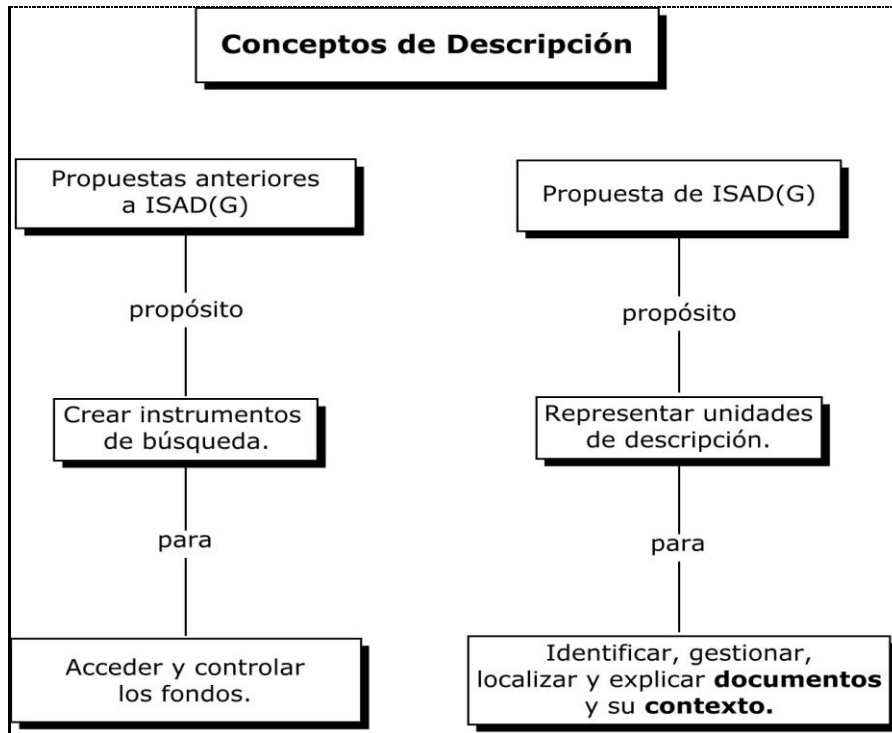 Conceptos de Descripción
Propuestas anteriores
a ISAD(G)
propósito
Crear instrumentos
de búsqueda.
para
Acceder y controlar
los fondos.
Propuesta de ISAD(G)
propósito
Representar unidades
de descripción.
para
Identificar, gestionar,
localizar y explicar documentos
y su contexto.